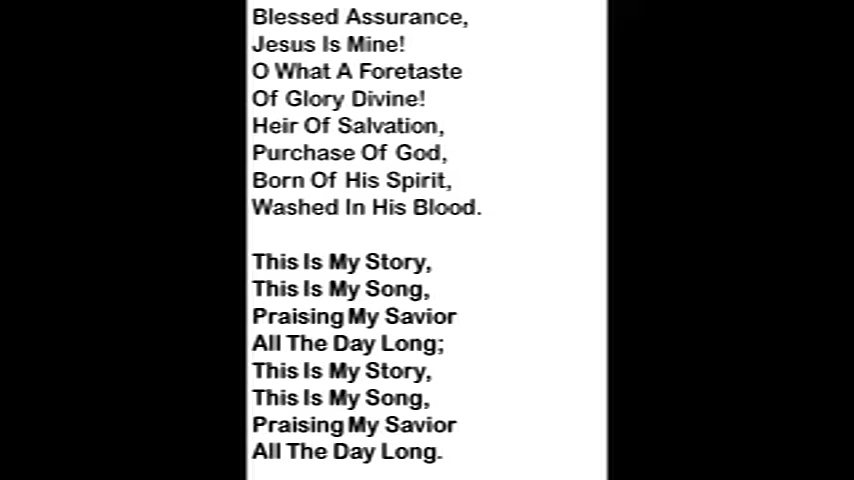 Blessed Assurance,
Jesus Is Mine!
O What A Foretaste
Of Glory Divine!
Heir Of Salvation,
Purchase Of God,
Born Of His Spirit,
Washed In His Blood.

This Is My Story,
This Is My Song,
Praising My Savior
All The Day Long;
This Is My Story,
This Is My Song,
Praising My Savior
All The Day Long.